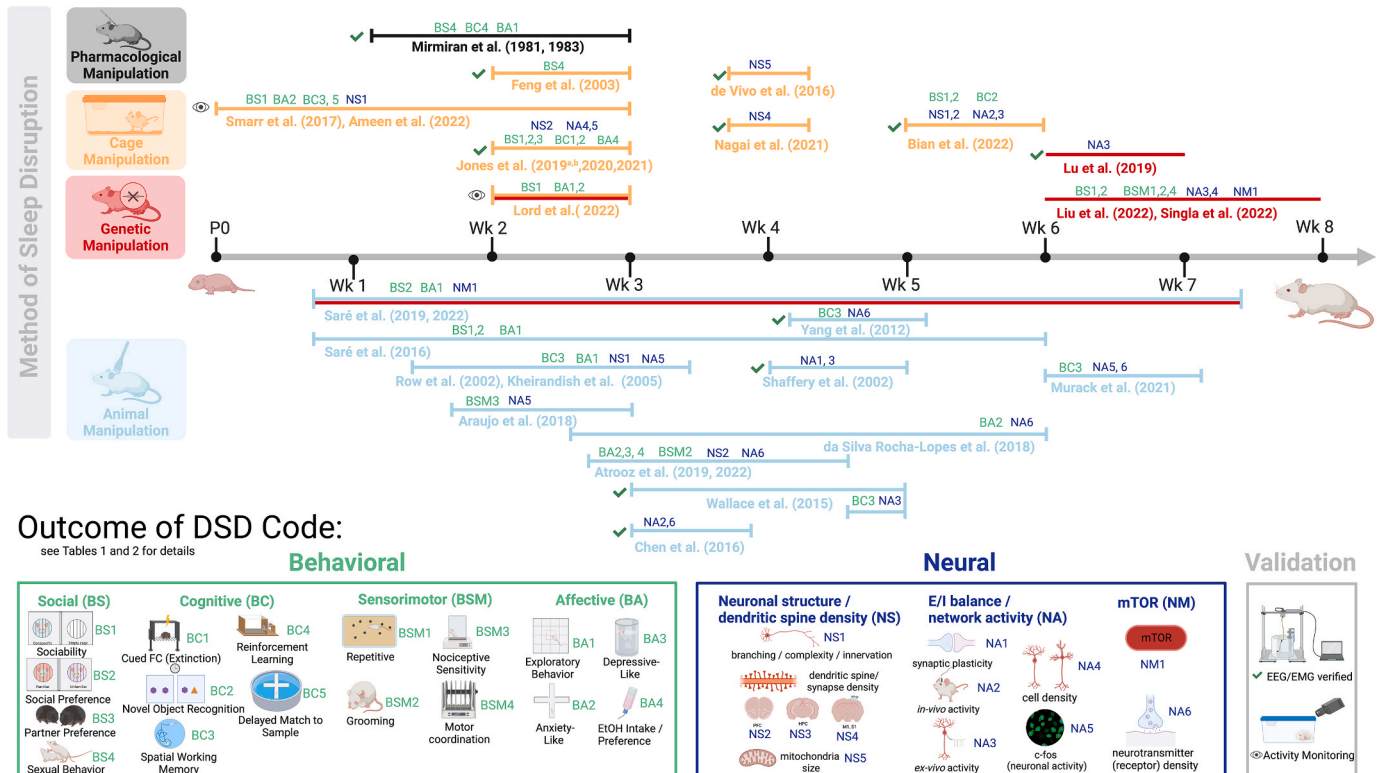 Method of Sleep Disruption
Pharmacological
Manipulation
Cage
Manipulation
Genetic
Manipulation
Animal
Manipulation
BS4 BC4 BA1
Mirmiran et al. (1981, 1983)
BS4
Feng et al. (2003)
NS5
de Vivo et al. (2016)
BS1 BA2 BC3, 5 NS1
Smarr et al. (2017), Ameen et al. (2022)
NS4
Nagai et al. (2021)
BS1,2 BC2
NS1,2 NA2,3
Bian et al. (2022)
NS2 NA4,5
BS1,2,3 BC1,2 BA4
Jones et al. (2019a,b,2020,2021)
NA3
Lu et al. (2019)
BS1 BA1,2
Lord et al.( 2022)
BS1,2 BSM1,2,4 NA3,4 NM1
Liu et al. (2022), Singla et al. (2022)
P0
Wk 2
Wk 4
Wk 6
Wk 8
Wk 1
Wk 3
Wk 5
Wk 7
BS2 BA1 NM1
Saré et al. (2019, 2022)
BC3 NA6
Yang et al. (2012)
BS1,2 BA1
Saré et al. (2016)
BC3 BA1 NS1 NA5
Row et al. (2002), Kheirandish et al. (2005)
NA1, 3
Shaffery et al. (2002)
BC3 NA5, 6
Murack et al. (2021)
BSM3 NA5
Araujo et al. (2018)
BA2 NA6
da Silva Rocha-Lopes et al. (2018)
BA2,3, 4 BSM2 NS2 NA6
Atrooz et al. (2019, 2022)
Wallace et al. (2015)
BC3 NA3
NA2,6
Chen et al. (2016)
Outcome of DSD Code:
see Tables 1 and 2 for details
Behavioral
Social (BS)
BS1
Sociability
BS2
Social Preference
BS3
Partner Preference
BS4
Sexual Behavior
Cognitive (BC)
BC1
Cued FC (Extinction)
BC2
Novel Object Recognition
BC3
Spatial Working
Memory
BC4
Reinforcement
Learning
BC5
Delayed Match to
Sample
Sensorimotor (BSM)
BSM1
Repetitive
BSM2
Grooming
BSM3
Nociceptive
Sensitivity
BSM4
Motor
coordination
Affective (BA)
BA1
Exploratory
Behavior
BA2
Anxiety-
Like
BA3
Depressive-
Like
BA4
EtOH Intake /
Preference
Neural
Neuronal structure /
dendritic spine density (NS)
NS1
branching / complexity / innervation
dendritic spine/
synapse density
PFC
HPC
M1, S1
NS2 NS3 NS4
mitochondria
size
NS5
E/I balance /
network activity (NA)
NA1
synaptic plasticity
NA2
in-vivo activity
NA3
ex-vivo activity
NA4
cell density
NA5
c-fos
(neuronal activity)
mTOR (NM)
mTOR
NM1
NA6
neurotransmitter
(receptor) density
Validation
EEG/EMG verified
Activity Monitoring